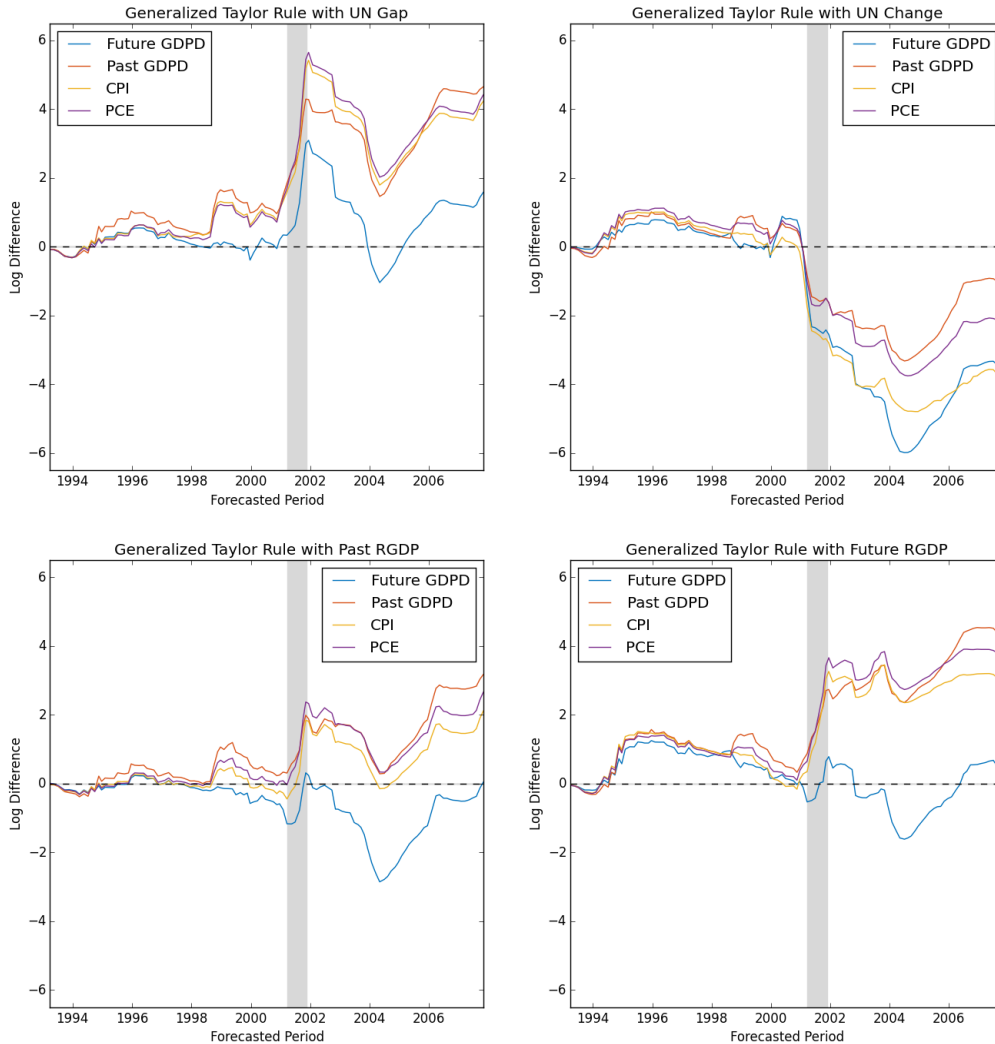 Generalized Taylor Rule with UN Gap
6
4
2
0
−2
−4
−6
Log Difference
Future GDPD
Past GDPD
CPI
PCE
1994 1996 1998 2000 2002 2004 2006
Forecasted Period
Generalized Taylor Rule with UN Change
6
4
2
0
−2
−4
−6
Log Difference
Future GDPD
Past GDPD
CPI
PCE
1994 1996 1998 2000 2002 2004 2006
Forecasted Period
Generalized Taylor Rule with Past RGDP
6
4
2
0
−2
−4
−6
Log Difference
Future GDPD
Past GDPD
CPI
PCE
1994 1996 1998 2000 2002 2004 2006
Forecasted Period
Generalized Taylor Rule with Future RGDP
6
4
2
0
−2
−4
−6
Log Difference
Future GDPD
Past GDPD
CPI
PCE
1994 1996 1998 2000 2002 2004 2006
Forecasted Period